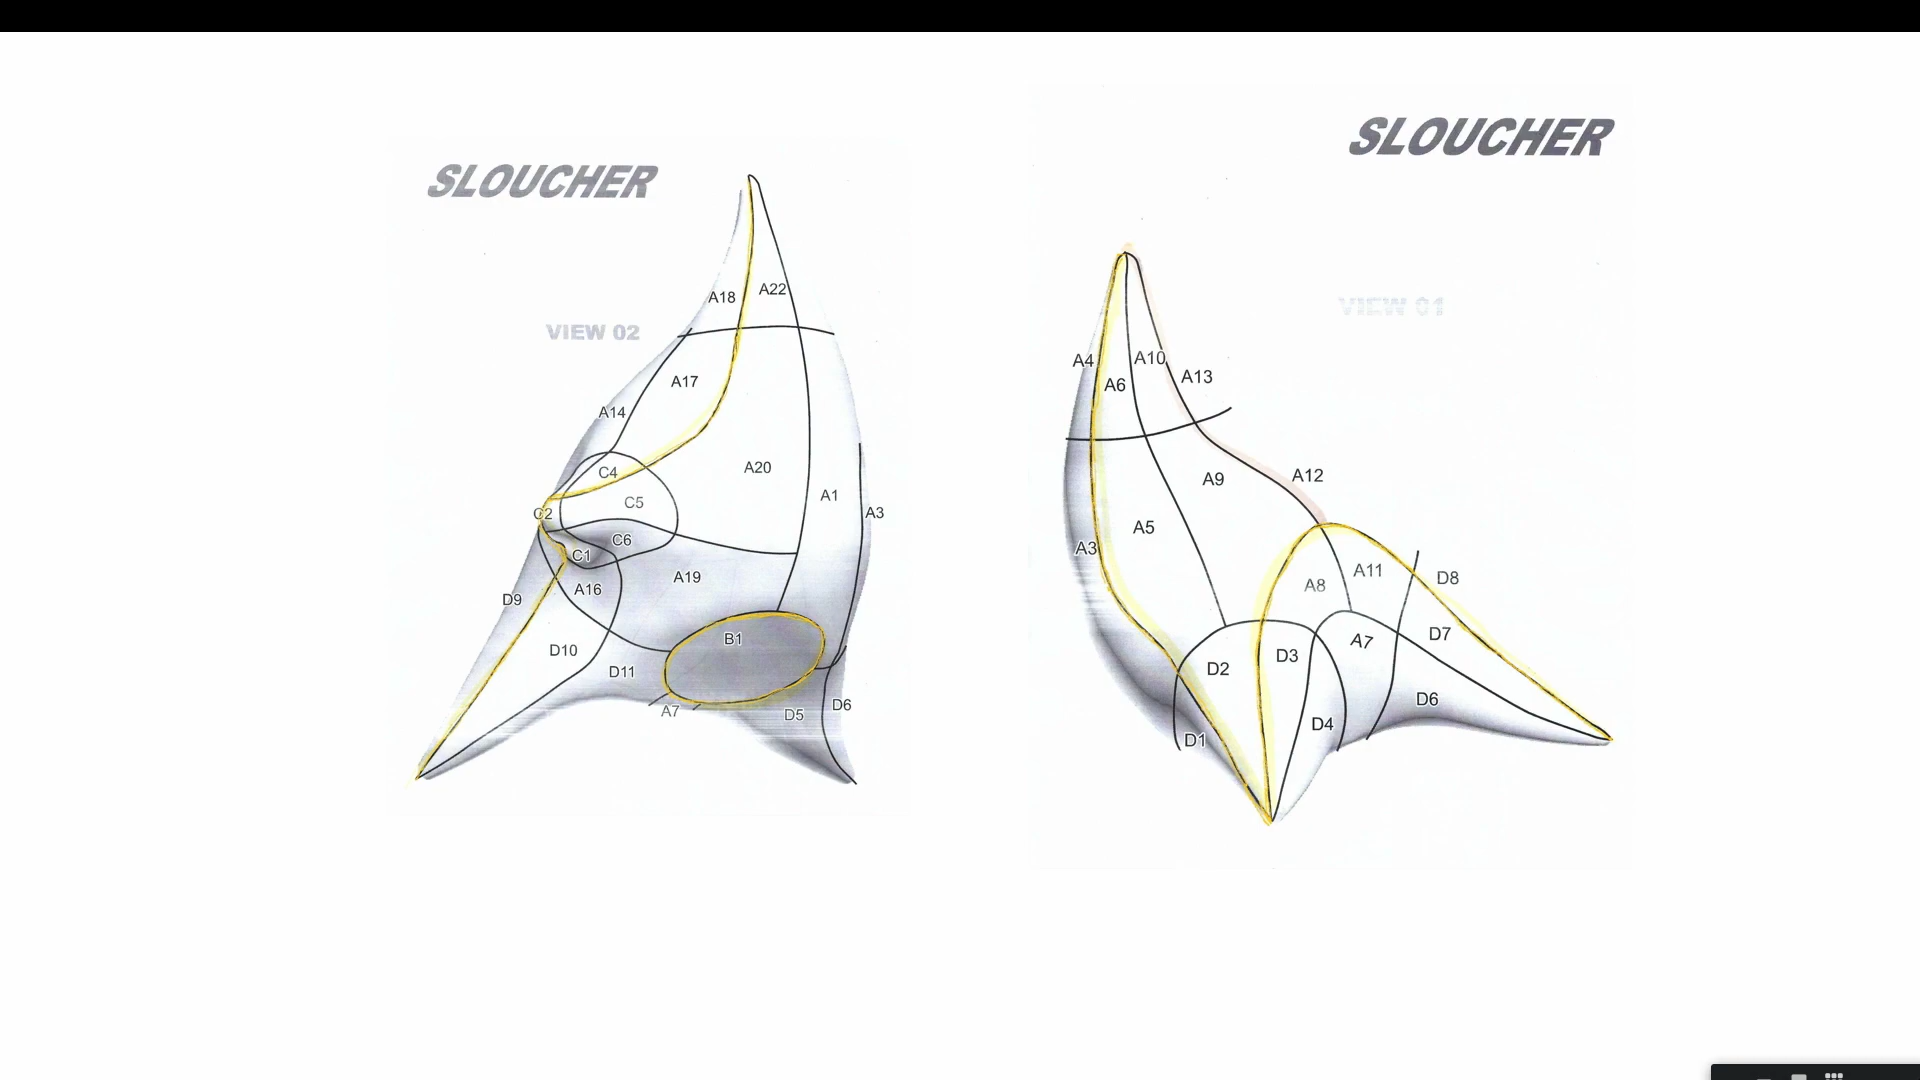 SLOUCHER
VIEW 02
A18
A22
A17
A14
C4
A20
C5
A1
C2
A3
C6
C1
A19
A16
D9
B1
D10
D11
A7
D5
D6
SLOUCHER
VIEW 01
A4
A10
A6
A13
A9
A12
A5
A3
A8
A11
D8
D7
A7
D3
D2
D6
D4
D1